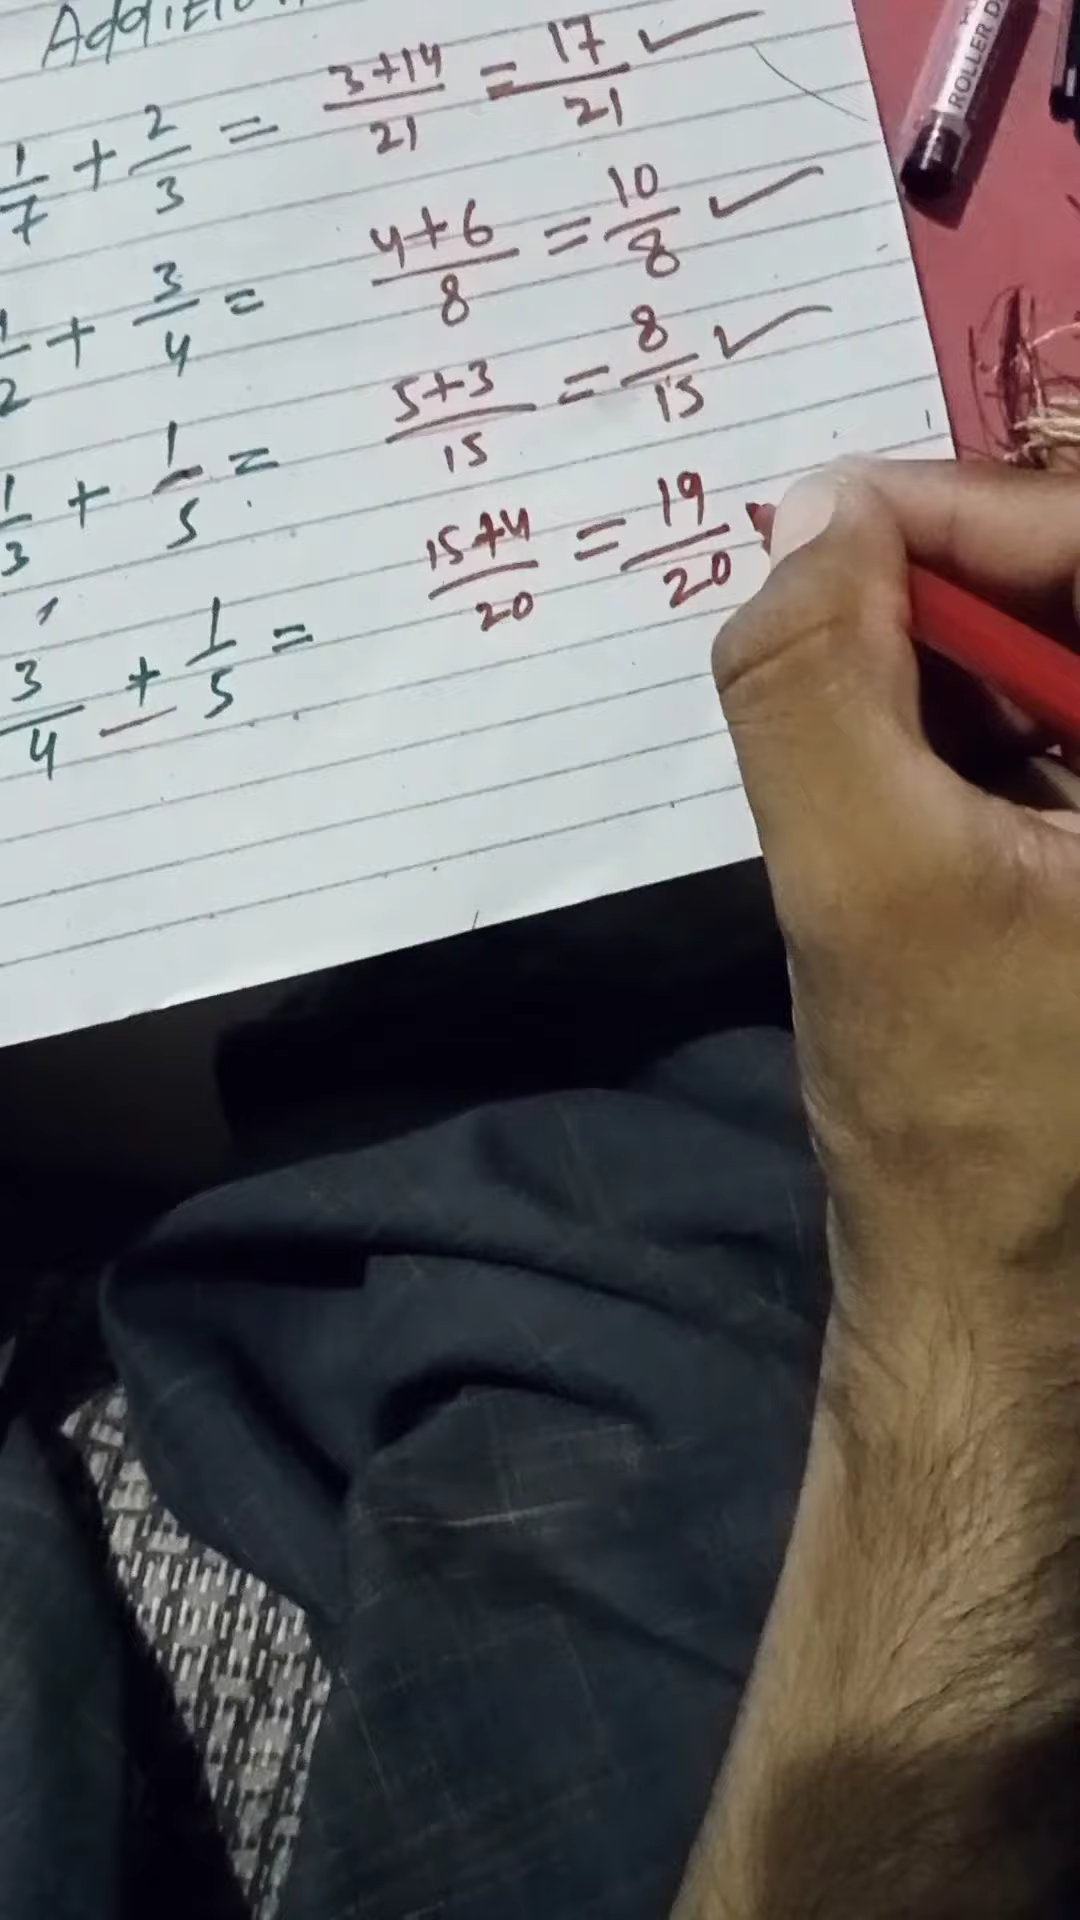 Addition
ROLLER
1/7 + 2/3 = 3+14/21 = 17/21 ✓
1/2 + 3/4 = 4+6/8 = 10/8 ✓
1/3 + 1/5 = 5+3/15 = 8/15 ✓
3/4 + 1/5 = 15+4/20 = 19/20